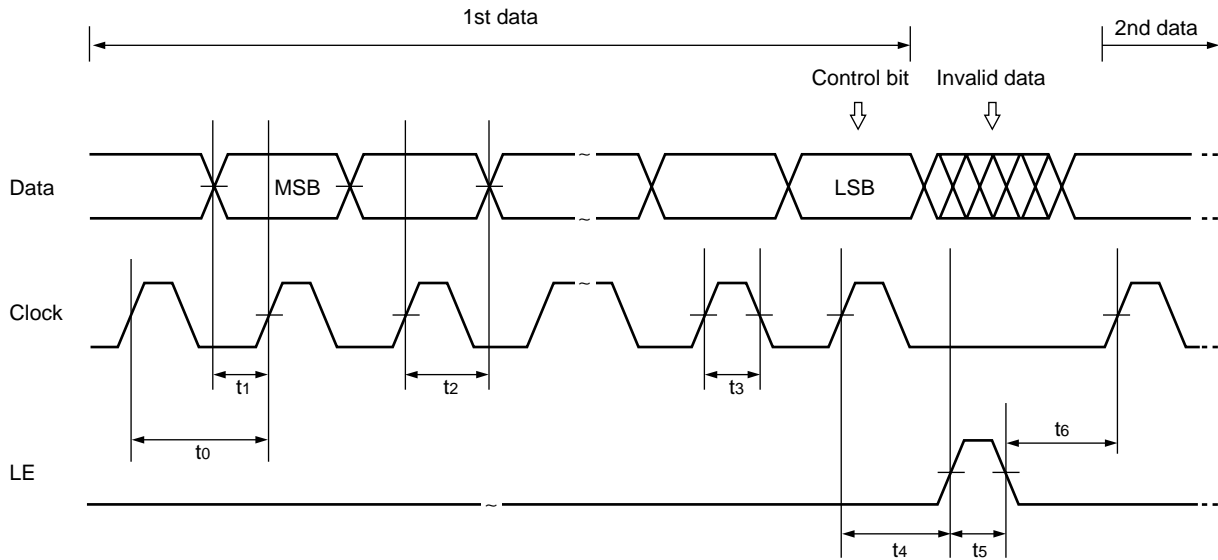 1st data
2nd data
Control bit
Invalid data
Data
MSB
LSB
Clock
t1
t2
t3
t0
t6
LE
t4
t5